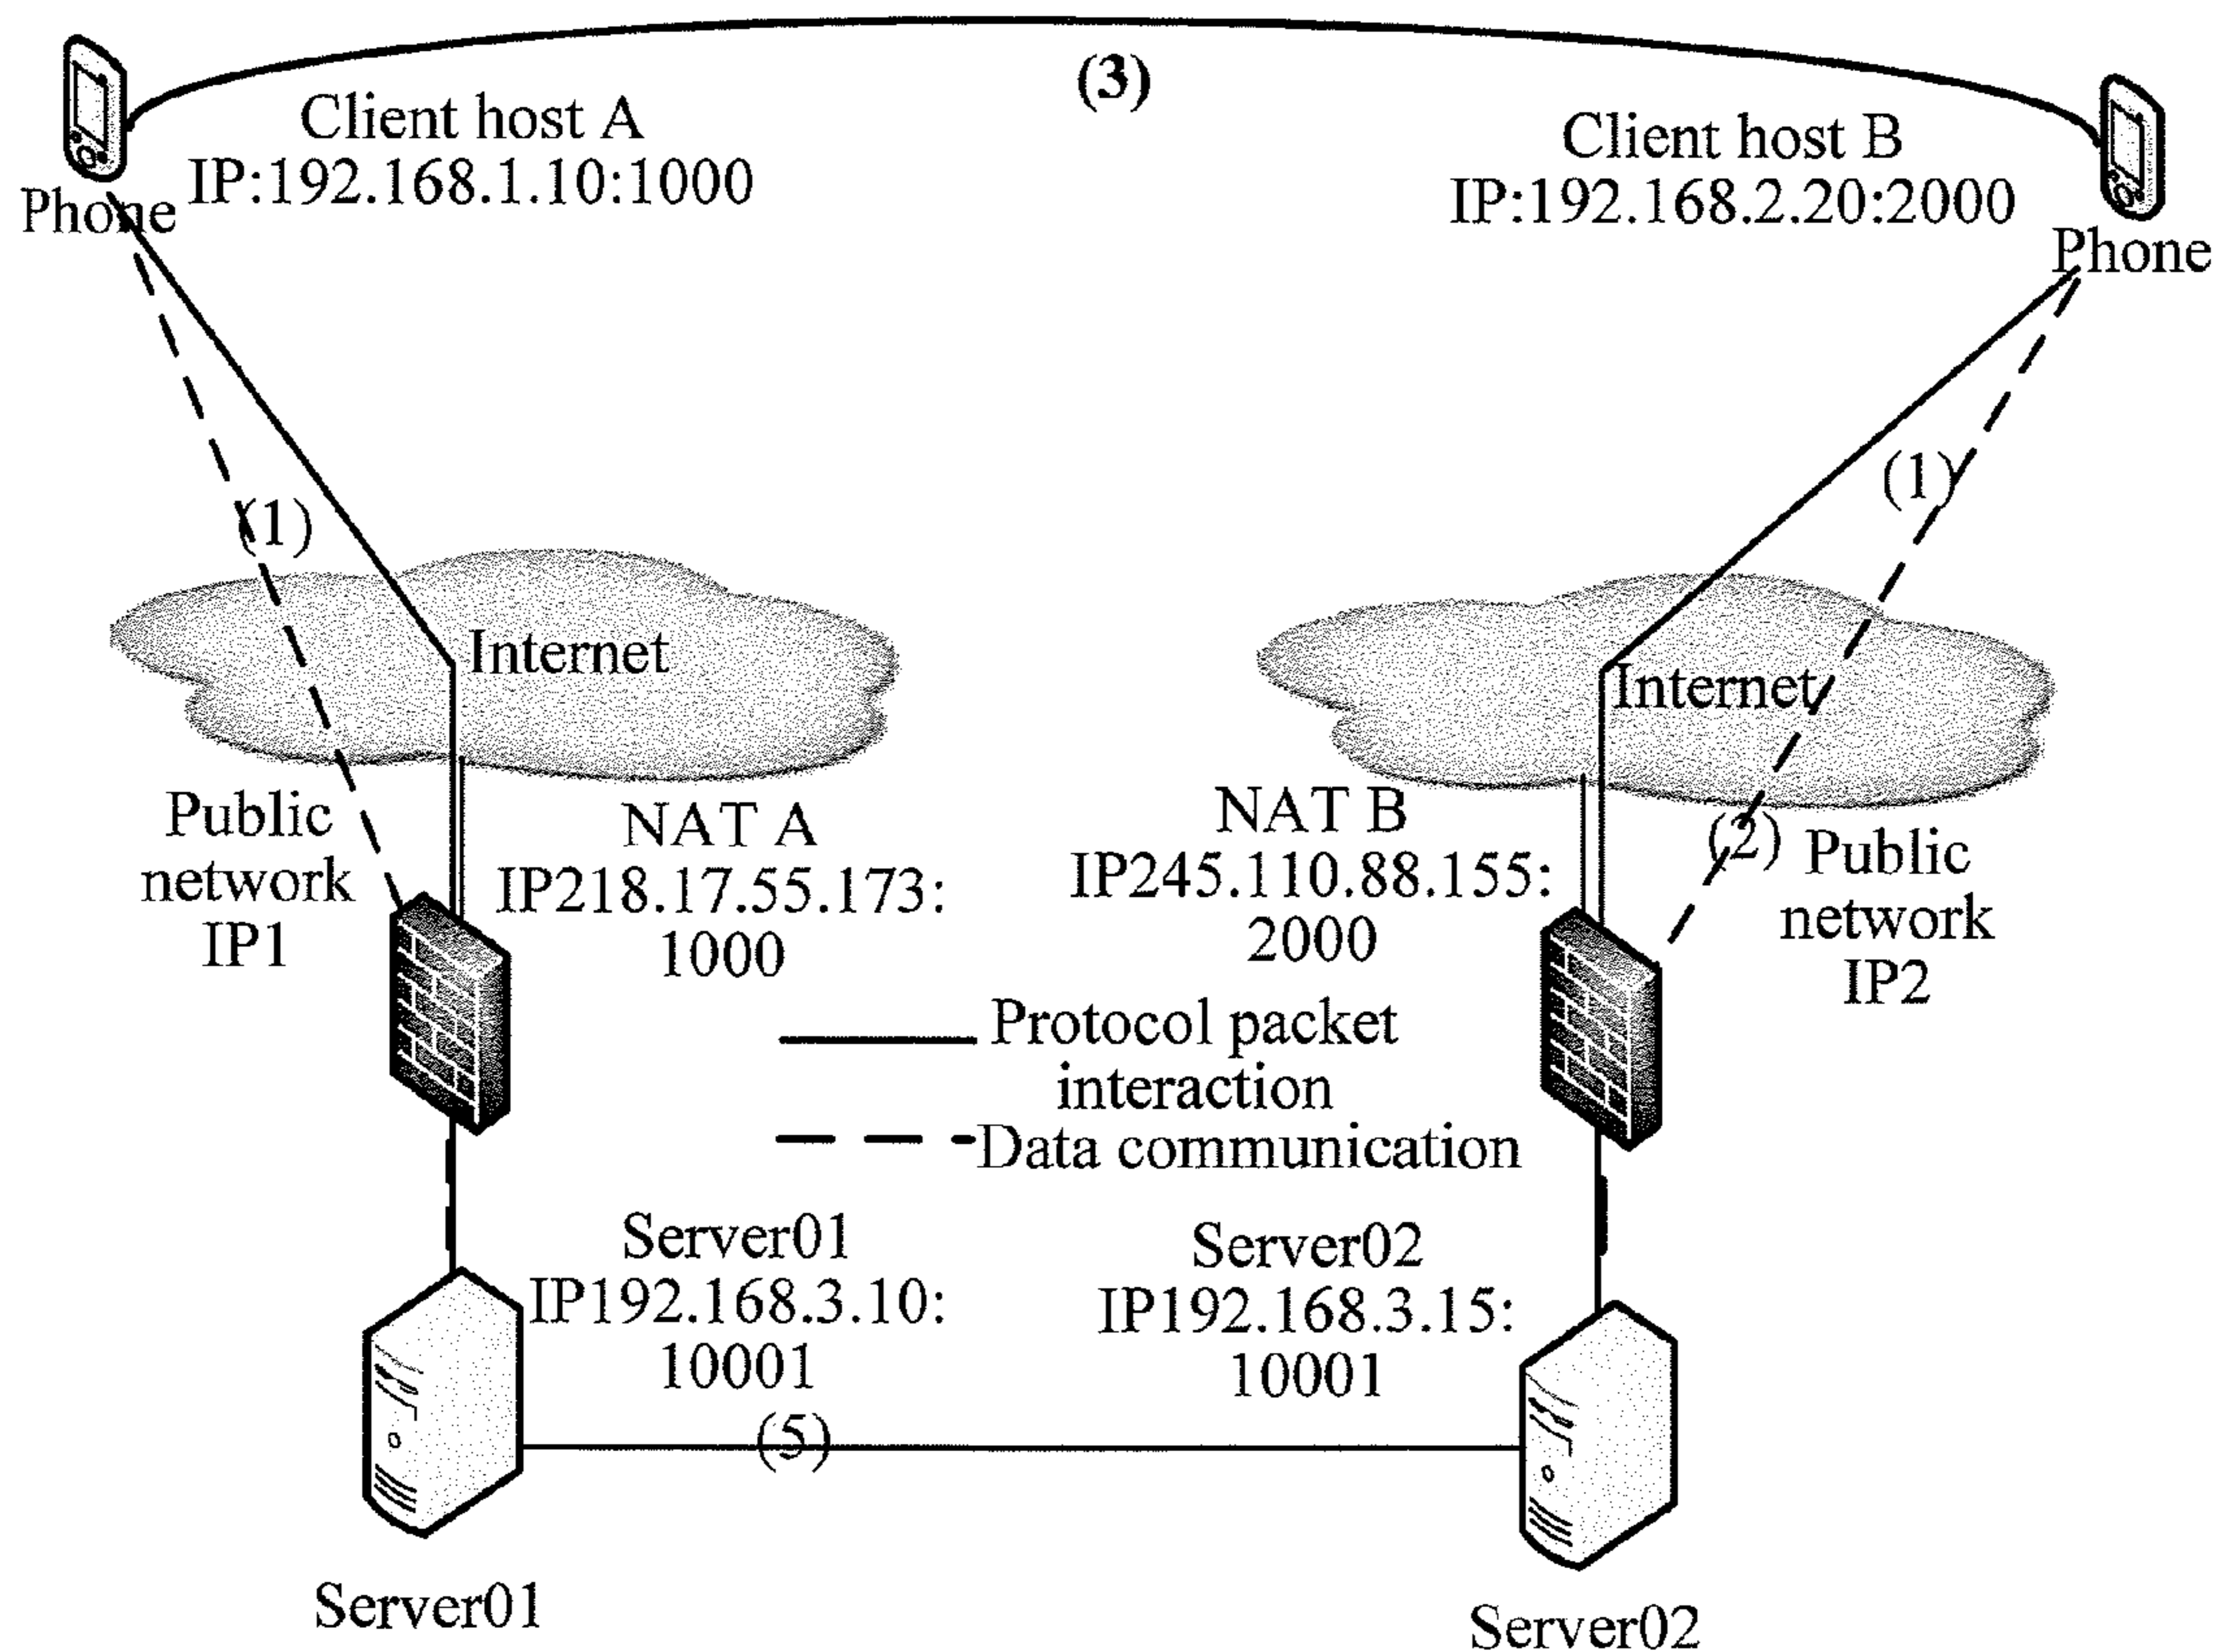 (3)
Client host A
IP:192.168.1.10:1000
Phone
Client host B
IP:192.168.2.20:2000
Phone
(1)
(1)
Internet
Internet
Public
network
IP1
NAT A
IP218.17.55.173:
1000
NAT B
IP245.110.88.155:
2000
(2)
Public
network
IP2
Protocol packet
interaction
Data communication
Server01
IP192.168.3.10:
10001
Server02
IP192.168.3.15:
10001
(5)
Server01
Server02